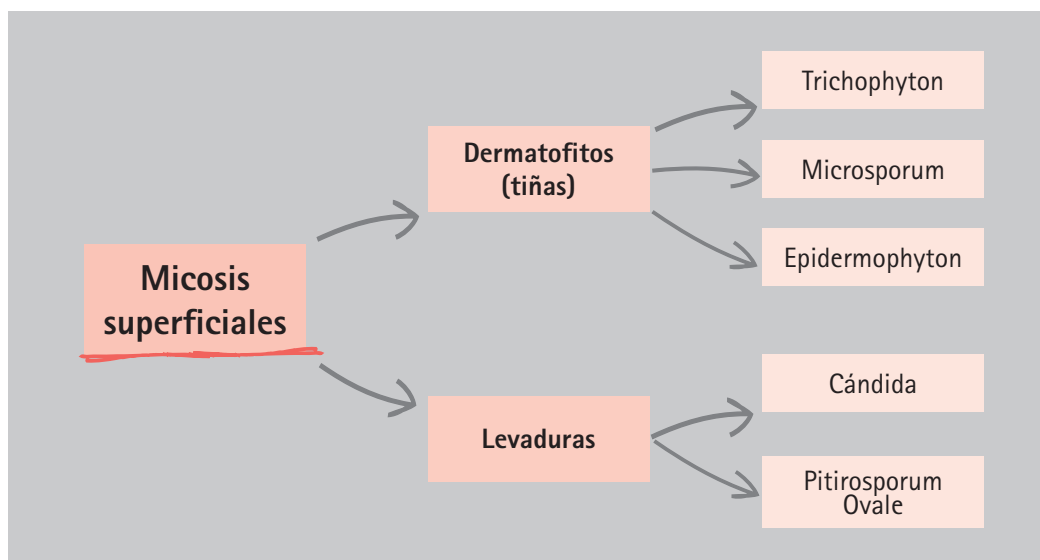 Micosis
superficiales
Dermatofitos
(tiñas)
Trichophyton
Microsporum
Epidermophyton
Levaduras
Cándida
Pitirosporum
Ovale